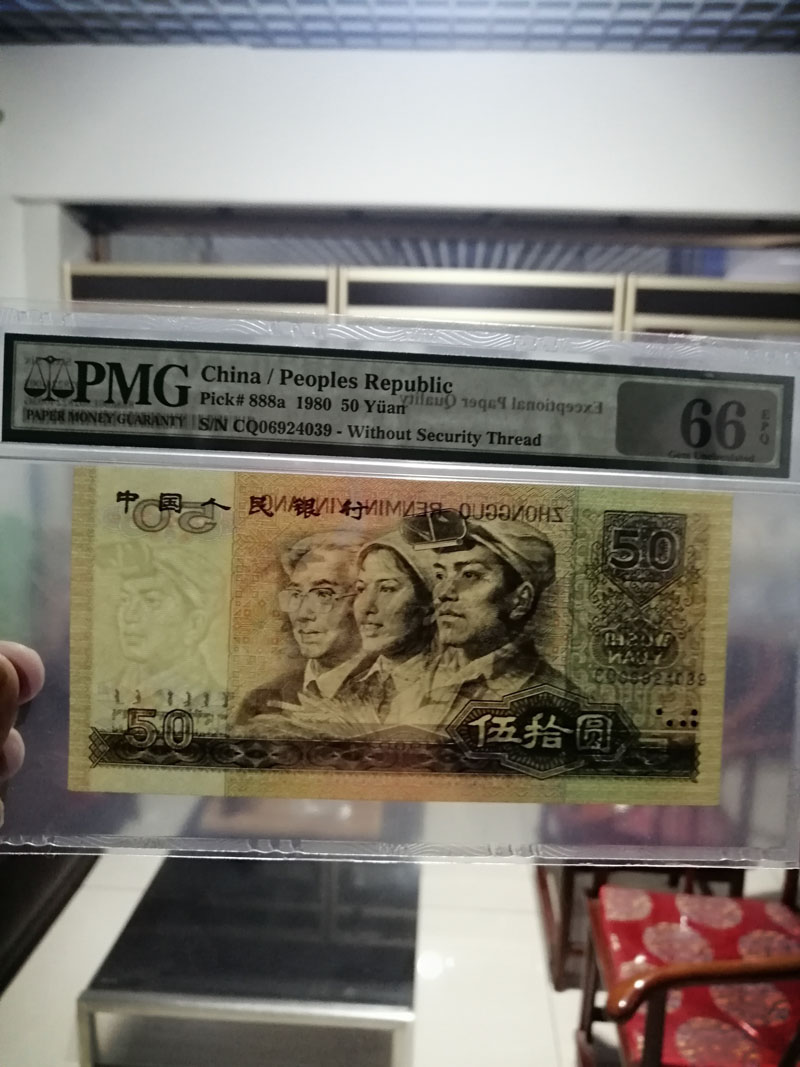 PMG
PAPER MONEY GUARANTY
China / Peoples Republic
Pick# 888a 1980 50 Yüan
S/N CQ06924039 - Without Security Thread
Exceptional Paper Quality
66 EPQ
Gem Uncirculated
中国人民银行
ZHONGGUO RENMIN YINHANG
50
50
WUSHI
YUAN
CQ06924039
50
伍拾圆